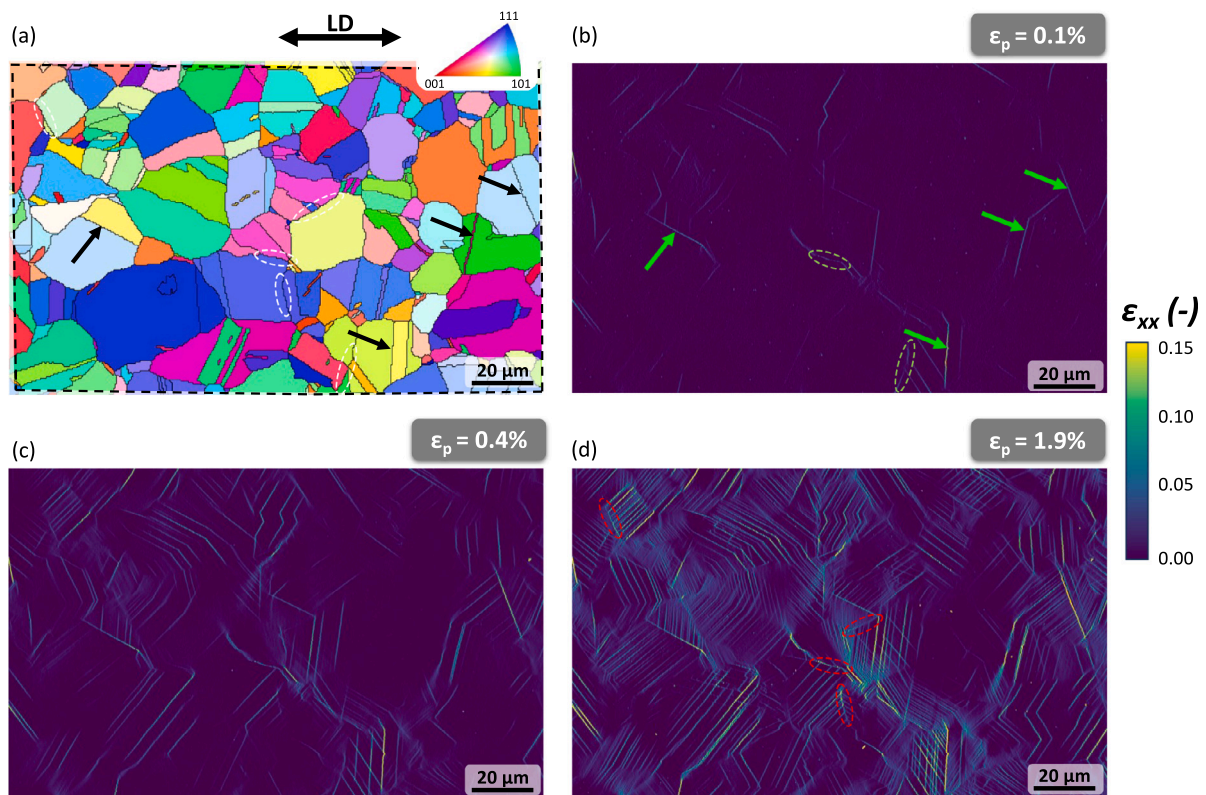 (a)
LD
111
001
101
20 µm
(b)
εp = 0.1%
20 µm
εxx (-)
0.15
0.10
0.05
0.00
(c)
εp = 0.4%
20 µm
(d)
εp = 1.9%
20 µm